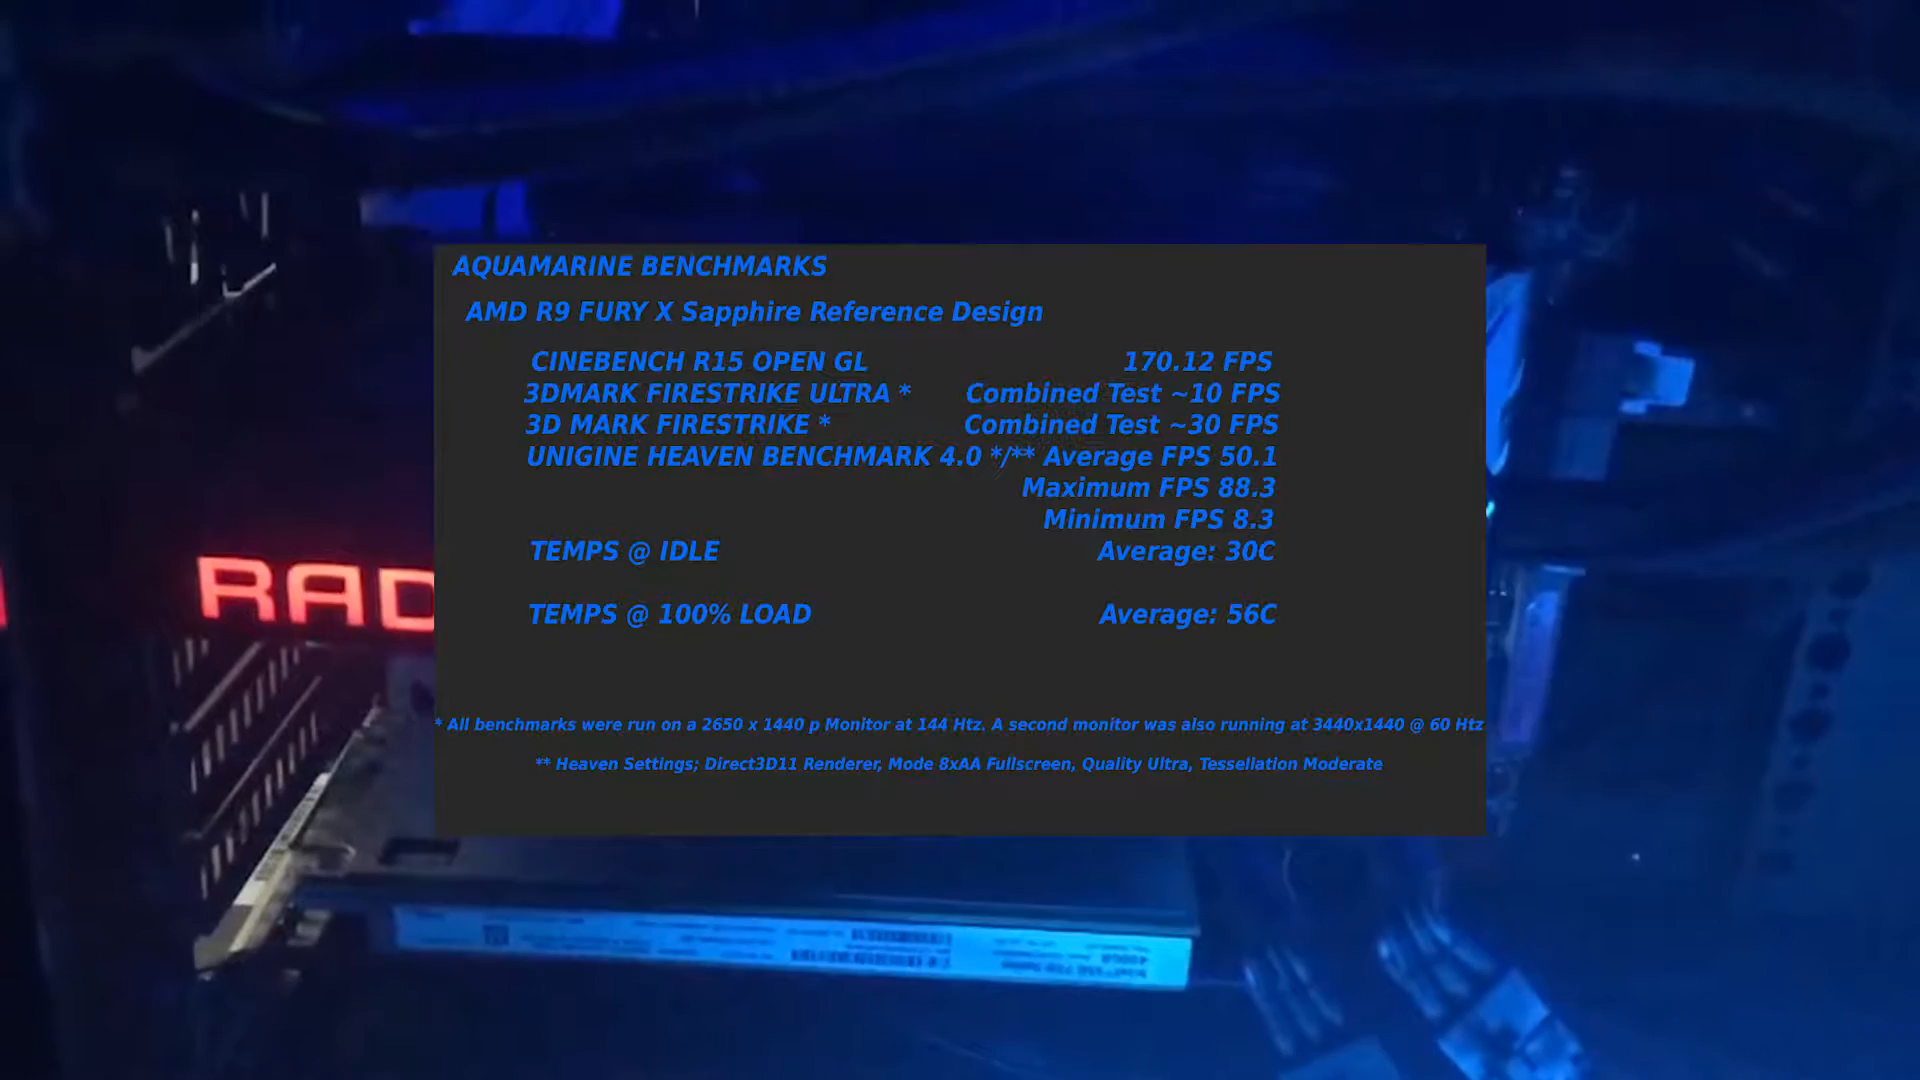 AQUAMARINE BENCHMARKS
AMD R9 FURY X Sapphire Reference Design
CINEBENCH R15 OPEN GL 170.12 FPS
3DMARK FIRESTRIKE ULTRA * Combined Test ~10 FPS
3D MARK FIRESTRIKE * Combined Test ~30 FPS
UNIGINE HEAVEN BENCHMARK 4.0 */** Average FPS 50.1
Maximum FPS 88.3
Minimum FPS 8.3
TEMPS @ IDLE Average: 30C
RAD
TEMPS @ 100% LOAD Average: 56C
* All benchmarks were run on a 2650 x 1440 p Monitor at 144 Htz. A second monitor was also running at 3440x1440 @ 60 Htz
** Heaven Settings; Direct3D11 Renderer, Mode 8xAA Fullscreen, Quality Ultra, Tessellation Moderate